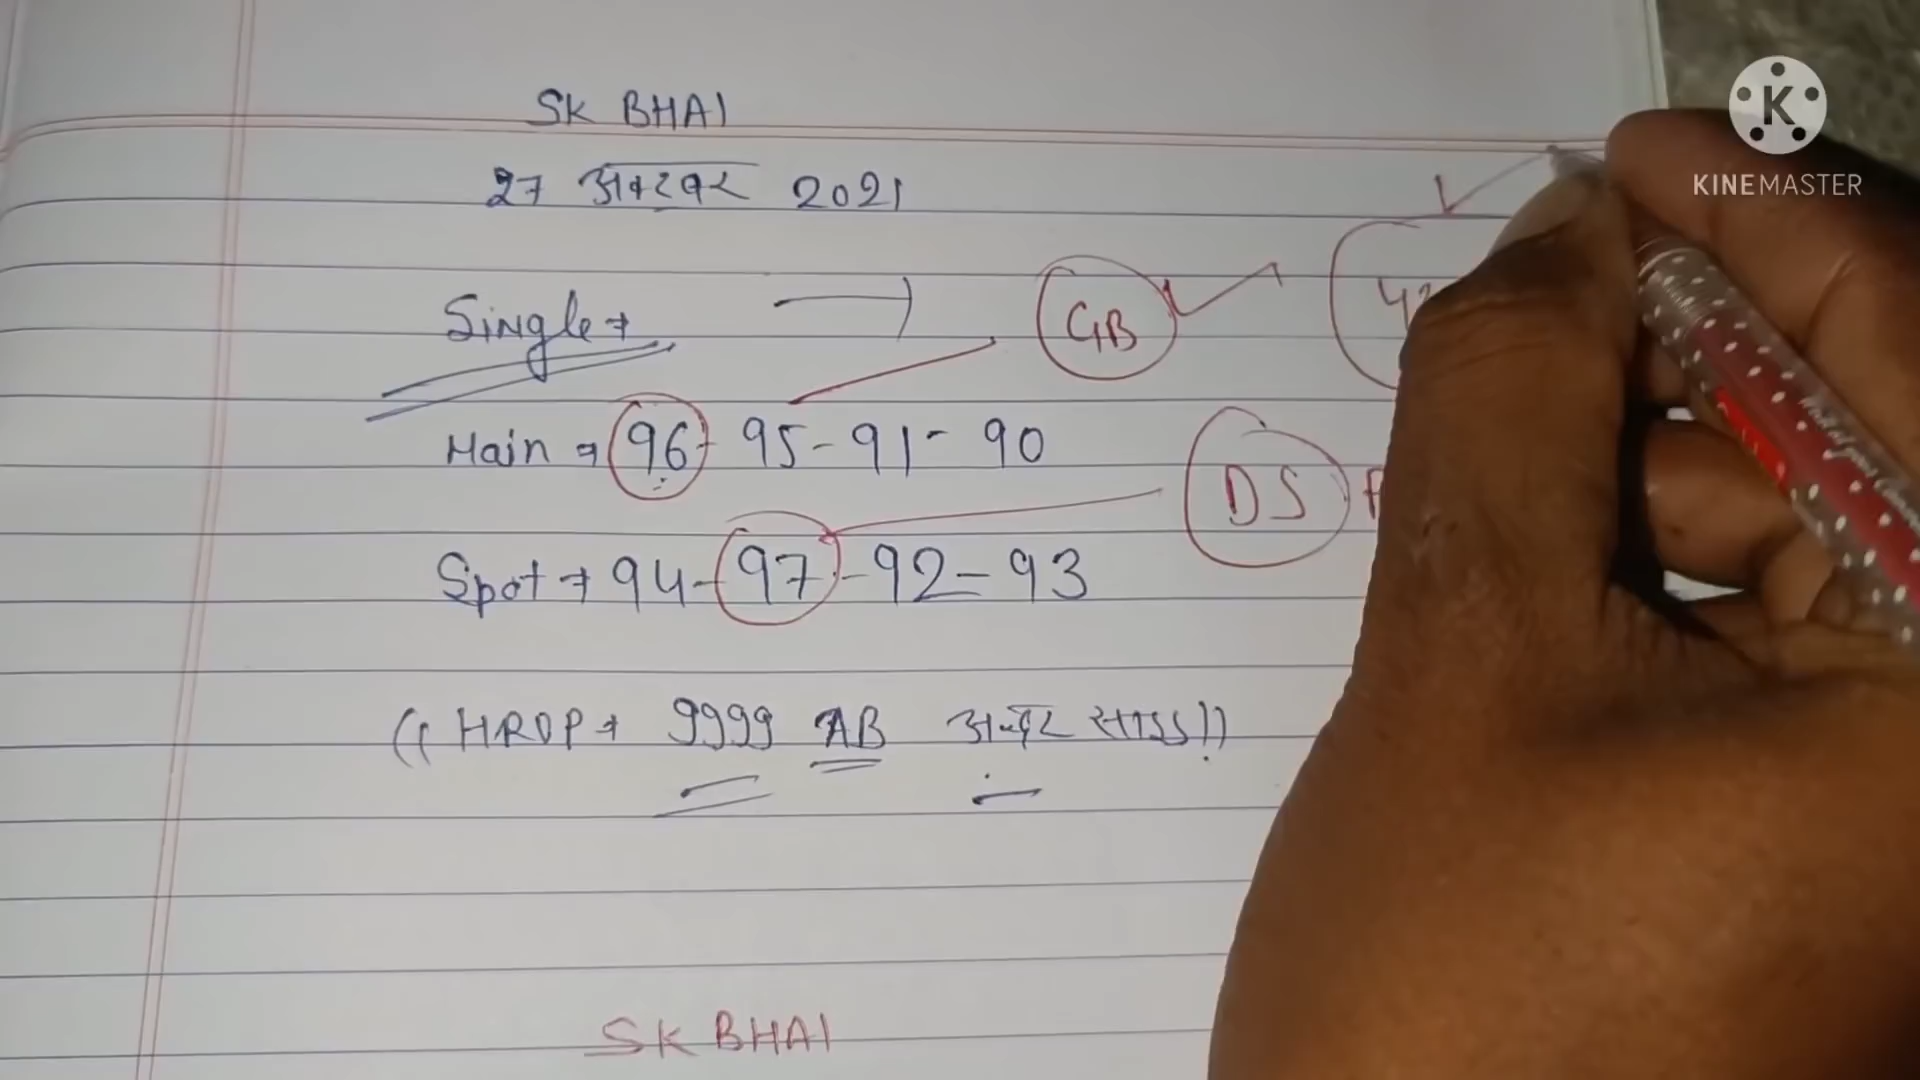 SK BHAI
27 अक्टूबर 2021
Single →
GB
Main → 96 - 95 - 91 - 90
DS
Spot → 94 - 97 - 92 - 93
(( HRDP → 9999 AB अन्दर साइड ))
SK BHAI
KINEMASTER